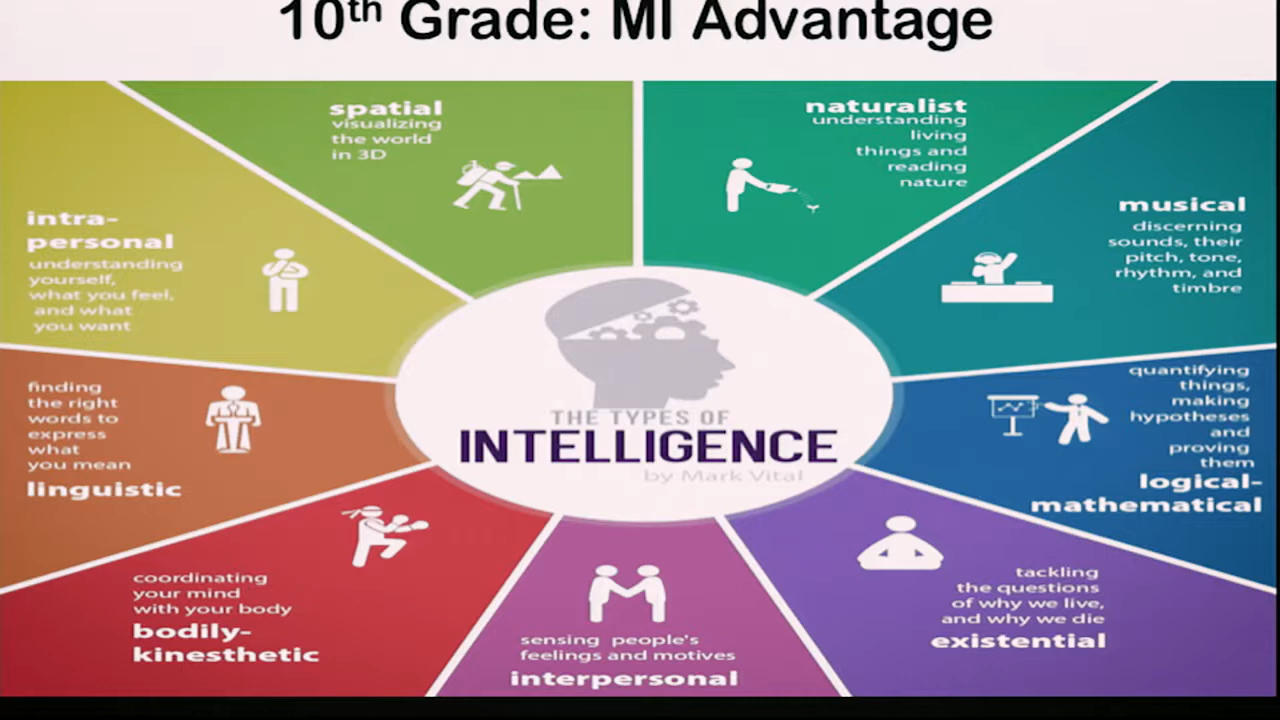 10th Grade: MI Advantage
spatial
visualizing
the world
in 3D
naturalist
understanding
living
things and
reading
nature
musical
discerning
sounds, their
pitch, tone,
rhythm, and
timbre
intra-
personal
understanding
yourself,
what you feel,
and what
you want
finding
the right
words to
express
what
you mean
linguistic
THE TYPES OF
INTELLIGENCE
by Mark Vital
quantifying
things,
making
hypotheses
and
proving
them
logical-
mathematical
coordinating
your mind
with your body
bodily-
kinesthetic
sensing people's
feelings and motives
interpersonal
tackling
the questions
of why we live,
and why we die
existential